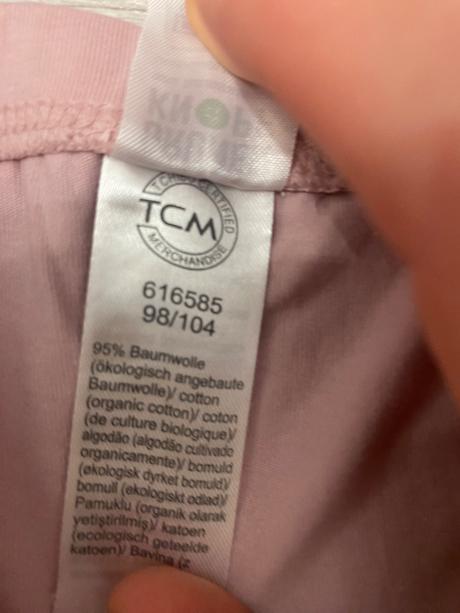 TCM CERTIFIED
TCM
MERCHANDISE
616585
98/104
95% Baumwolle
(ökologisch angebaute
Baumwolle)/ cotton
(organic cotton)/ coton
(de culture biologique)/
algodão (algodão cultivado
organicamente)/ bomuld
(økologisk dyrket bomuld)/
bomull (ekologiskt odlad)/
Pamuklu (organik olarak
yetiştirilmiş)/ katoen
(ecologisch geteelde
katoen)/ Bavlna (z